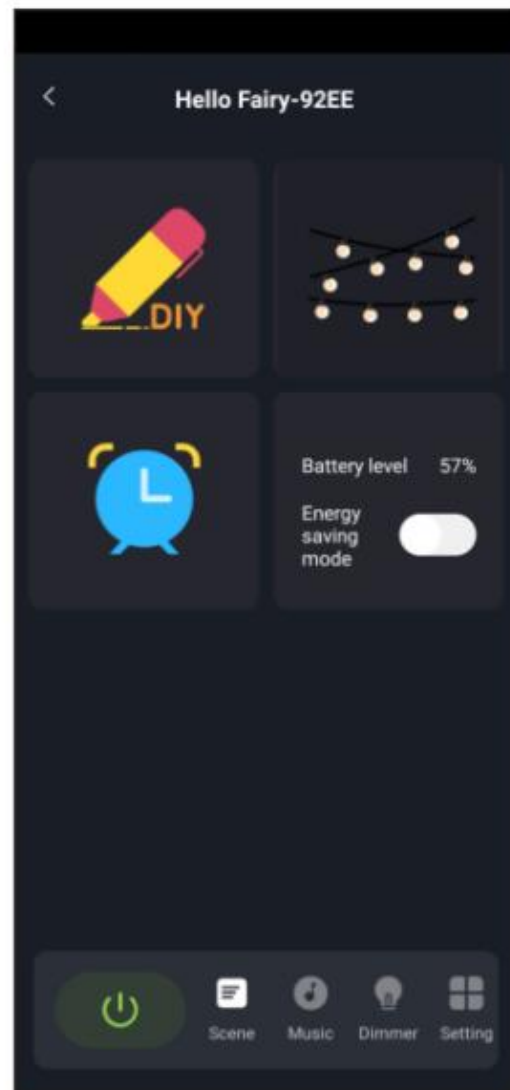 Hello Fairy-92EE
DIY
Battery level 57%
Energy
saving
mode
Scene Music Dimmer Setting